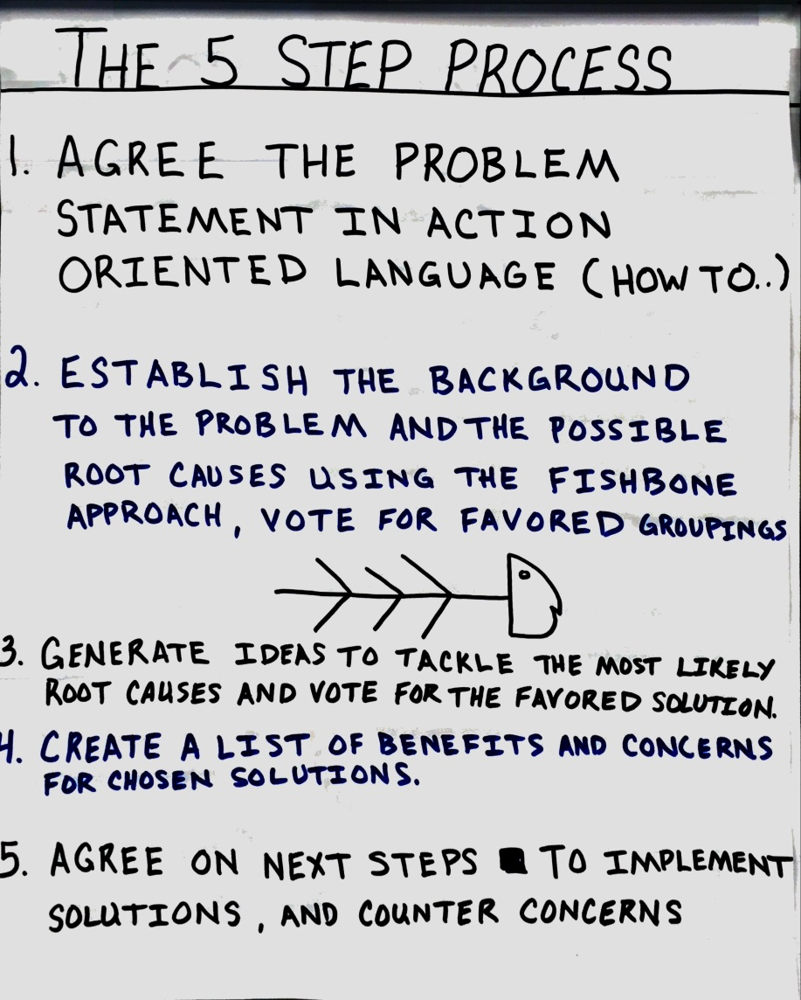 THE 5 STEP PROCESS
1. AGREE THE PROBLEM
STATEMENT IN ACTION
ORIENTED LANGUAGE (HOW TO..)
2. ESTABLISH THE BACKGROUND
TO THE PROBLEM AND THE POSSIBLE
ROOT CAUSES USING THE FISHBONE
APPROACH, VOTE FOR FAVORED GROUPINGS
3. GENERATE IDEAS TO TACKLE THE MOST LIKELY
ROOT CAUSES AND VOTE FOR THE FAVORED SOLUTION.
4. CREATE A LIST OF BENEFITS AND CONCERNS
FOR CHOSEN SOLUTIONS.
5. AGREE ON NEXT STEPS TO IMPLEMENT
SOLUTIONS, AND COUNTER CONCERNS